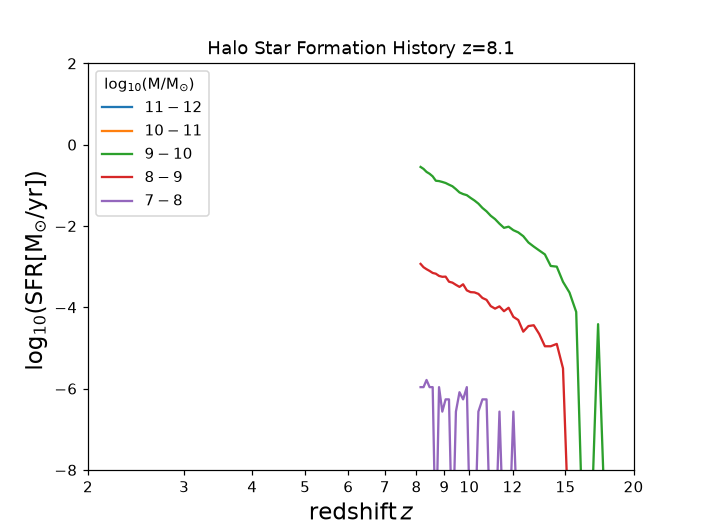 Halo Star Formation History z=8.1
log₁₀(M/M☉)
11 − 12
10 − 11
9 − 10
8 − 9
7 − 8
log₁₀(SFR[M☉/yr])
2
0
−2
−4
−6
−8
2 3 4 5 6 7 8 9 10 12 15 20
redshift z